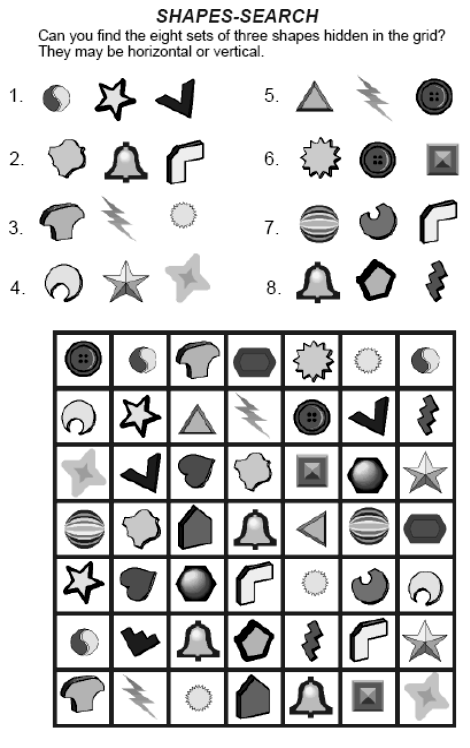 SHAPES-SEARCH
Can you find the eight sets of three shapes hidden in the grid?
They may be horizontal or vertical.
1.
2.
3.
4.
5.
6.
7.
8.